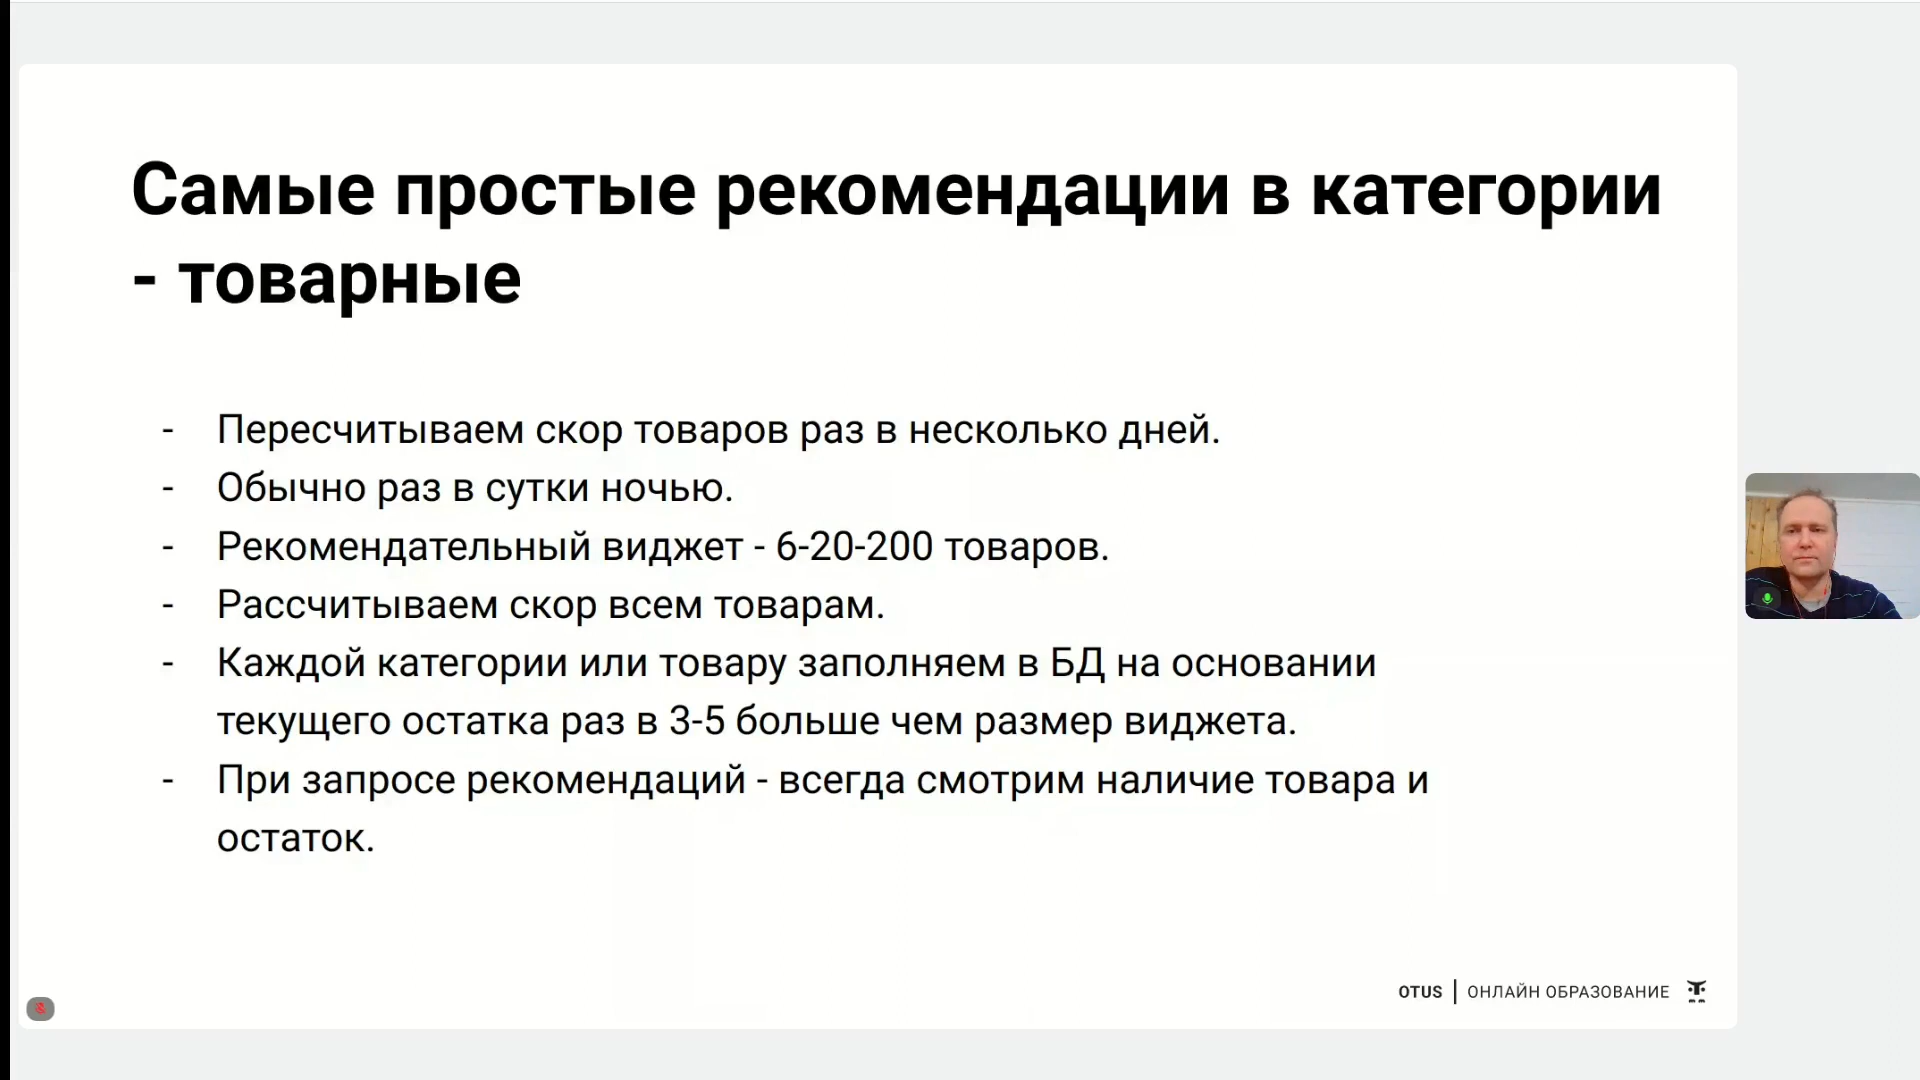 Самые простые рекомендации в категории
- товарные
- Пересчитываем скор товаров раз в несколько дней.
- Обычно раз в сутки ночью.
- Рекомендательный виджет - 6-20-200 товаров.
- Рассчитываем скор всем товарам.
- Каждой категории или товару заполняем в БД на основании
текущего остатка раз в 3-5 больше чем размер виджета.
- При запросе рекомендаций - всегда смотрим наличие товара и
остаток.
OTUS | ОНЛАЙН ОБРАЗОВАНИЕ